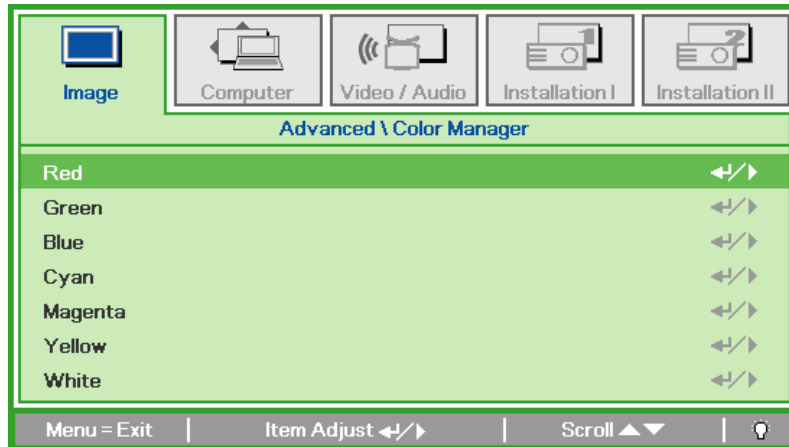 Image
Computer
Video / Audio
Installation I
Installation II
Advanced \ Color Manager
Red
Green
Blue
Cyan
Magenta
Yellow
White
Menu = Exit | Item Adjust ↵/▶ | Scroll ▲▼ |